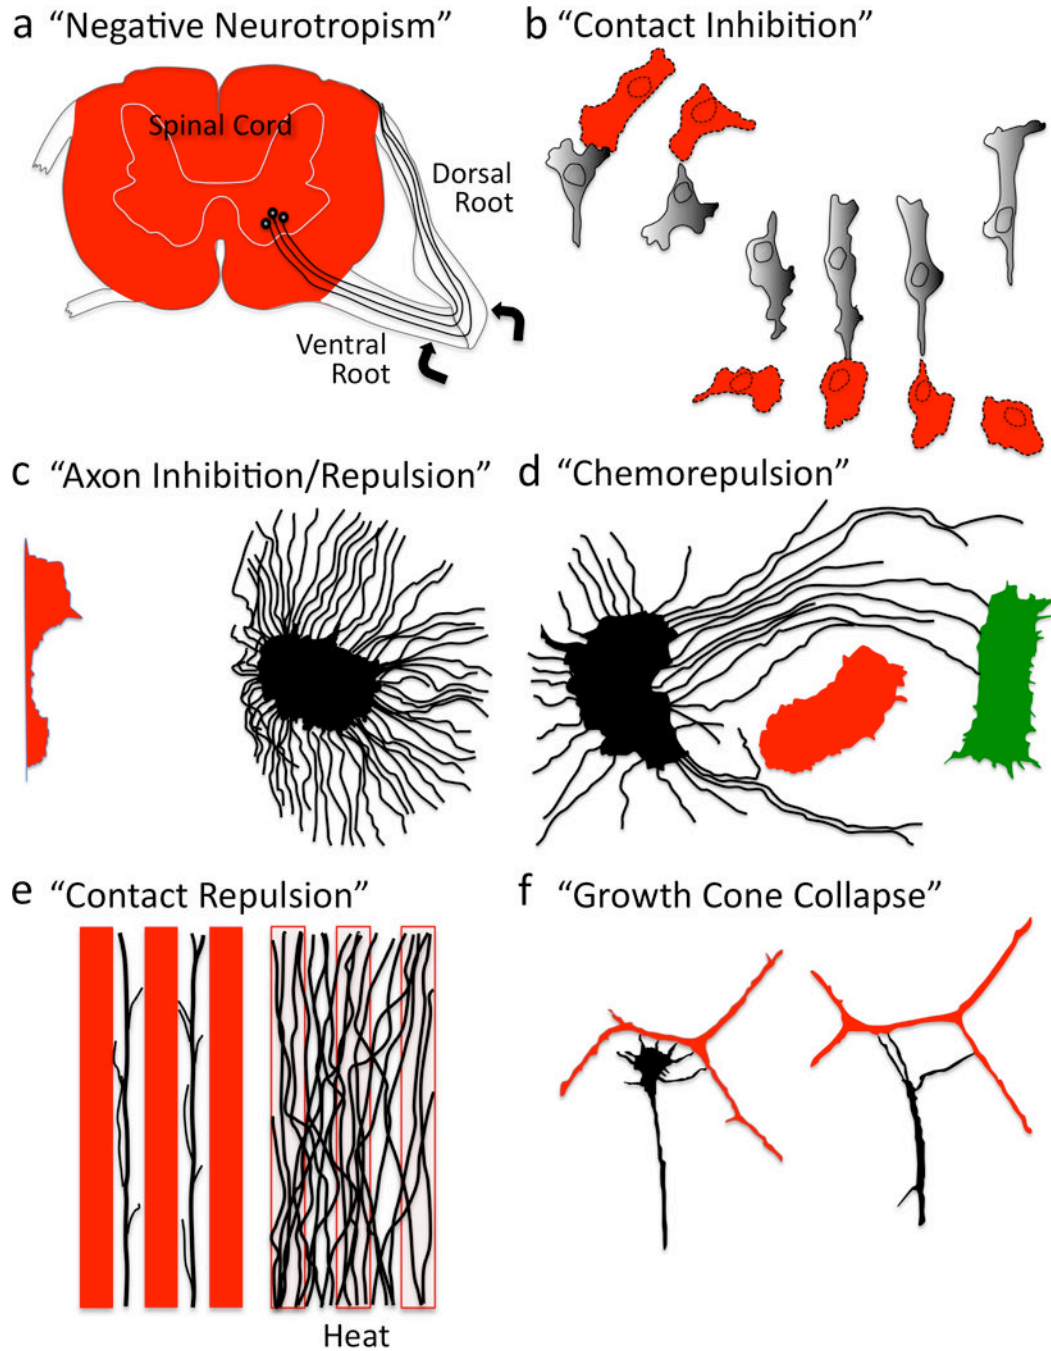 a “Negative Neurotropism”
b “Contact Inhibition”
Spinal Cord
Dorsal
Root
Ventral
Root
c “Axon Inhibition/Repulsion”
d “Chemorepulsion”
e “Contact Repulsion”
f “Growth Cone Collapse”
Heat